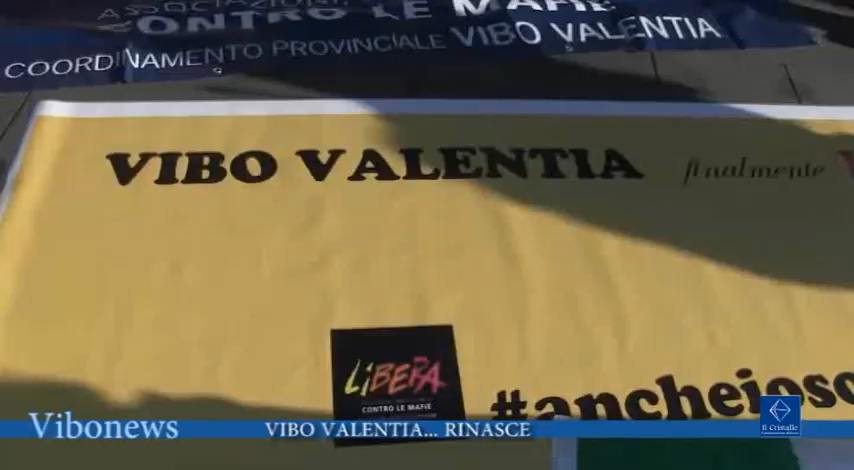 ASSOCIAZIONI
CONTRO LE MAFIE
COORDINAMENTO PROVINCIALE VIBO VALENTIA
VIBO VALENTIA finalmente
LiBERA
CONTRO LE MAFIE
#ancheioso
Vibonews
VIBO VALENTIA... RINASCE
Il Cristallo